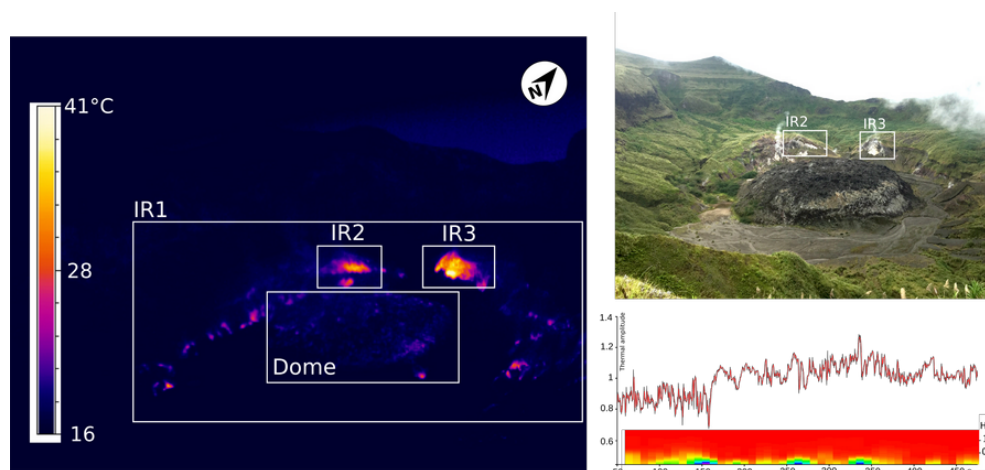 41°C
28
16
N
IR1
IR2
IR3
Dome
IR2
IR3
1.4
1.2
1
0.8
0.6
Thermal amplitude